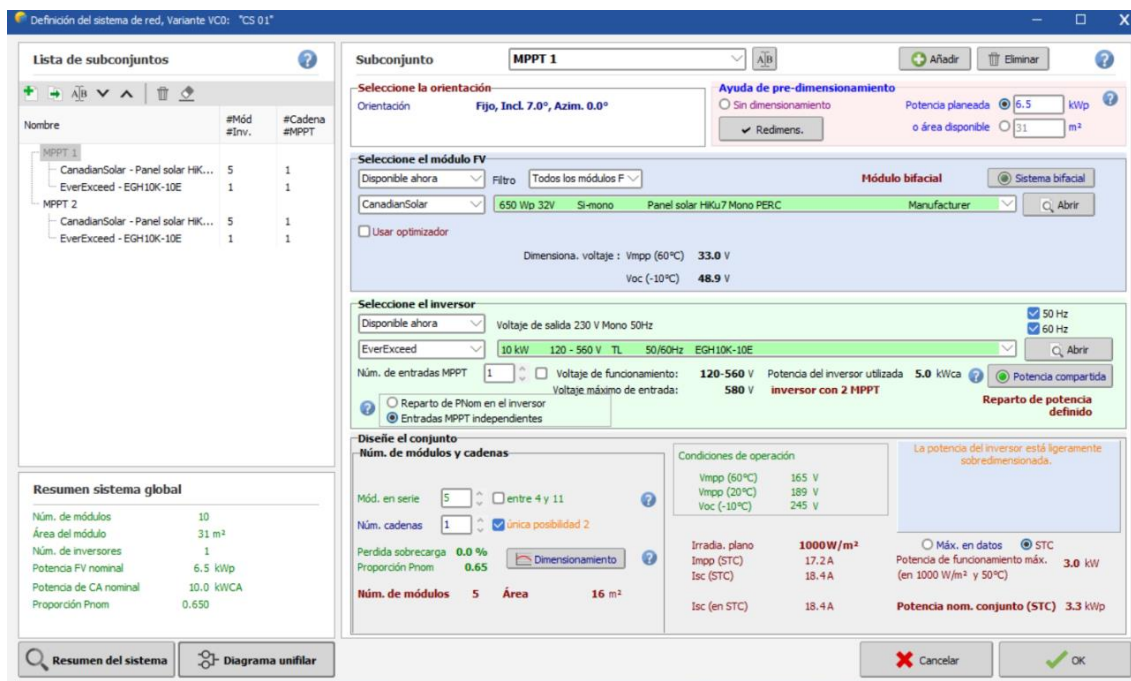 Definición del sistema de red, Variante VC0: "CS 01"
Lista de subconjuntos
Nombre #Mód #Cadena
#Inv. #MPPT
MPPT 1
CanadianSolar - Panel solar HiK... 5 1
EverExceed - EGH10K-10E 1 1
MPPT 2
CanadianSolar - Panel solar HiK... 5 1
EverExceed - EGH10K-10E 1 1
Resumen sistema global
Núm. de módulos 10
Área del módulo 31 m²
Núm. de inversores 1
Potencia FV nominal 6.5 kWp
Potencia de CA nominal 10.0 kWCA
Proporción Pnom 0.650
Resumen del sistema
Diagrama unifilar
Subconjunto MPPT 1 Añadir Eliminar
Seleccione la orientación
Orientación Fijo, Incl. 7.0°, Azim. 0.0°
Ayuda de pre-dimensionamiento
Sin dimensionamiento Potencia planeada 6.5 kWp
Redimens. o área disponible 31 m²
Seleccione el módulo FV
Disponible ahora Filtro Todos los módulos F Módulo bifacial Sistema bifacial
CanadianSolar 650 Wp 32V Si-mono Panel solar HiKu7 Mono PERC Manufacturer Abrir
Usar optimizador
Dimensiona. voltaje : Vmpp (60°C) 33.0 V
Voc (-10°C) 48.9 V
Seleccione el inversor
Disponible ahora Voltaje de salida 230 V Mono 50Hz 50 Hz
60 Hz
EverExceed 10 kW 120 - 560 V TL 50/60Hz EGH10K-10E Abrir
Núm. de entradas MPPT 1 Voltaje de funcionamiento: 120-560 V Potencia del inversor utilizada 5.0 kWca Potencia compartida
Voltaje máximo de entrada: 580 V inversor con 2 MPPT
Reparto de PNom en el inversor
Entradas MPPT independientes
Reparto de potencia
definido
Diseñe el conjunto
Núm. de módulos y cadenas
Mód. en serie 5 entre 4 y 11
Núm. cadenas 1 única posibilidad 2
Perdida sobrecarga 0.0 %
Proporción Pnom 0.65
Dimensionamiento
Núm. de módulos 5 Área 16 m²
Condiciones de operación
Vmpp (60°C) 165 V
Vmpp (20°C) 189 V
Voc (-10°C) 245 V
Irradia. plano 1000W/m²
Impp (STC) 17.2 A
Isc (STC) 18.4 A
Isc (en STC) 18.4 A
La potencia del inversor está ligeramente
sobredimensionada.
Máx. en datos STC
Potencia de funcionamiento máx. 3.0 kW
(en 1000 W/m² y 50°C)
Potencia nom. conjunto (STC) 3.3 kWp
Cancelar
OK